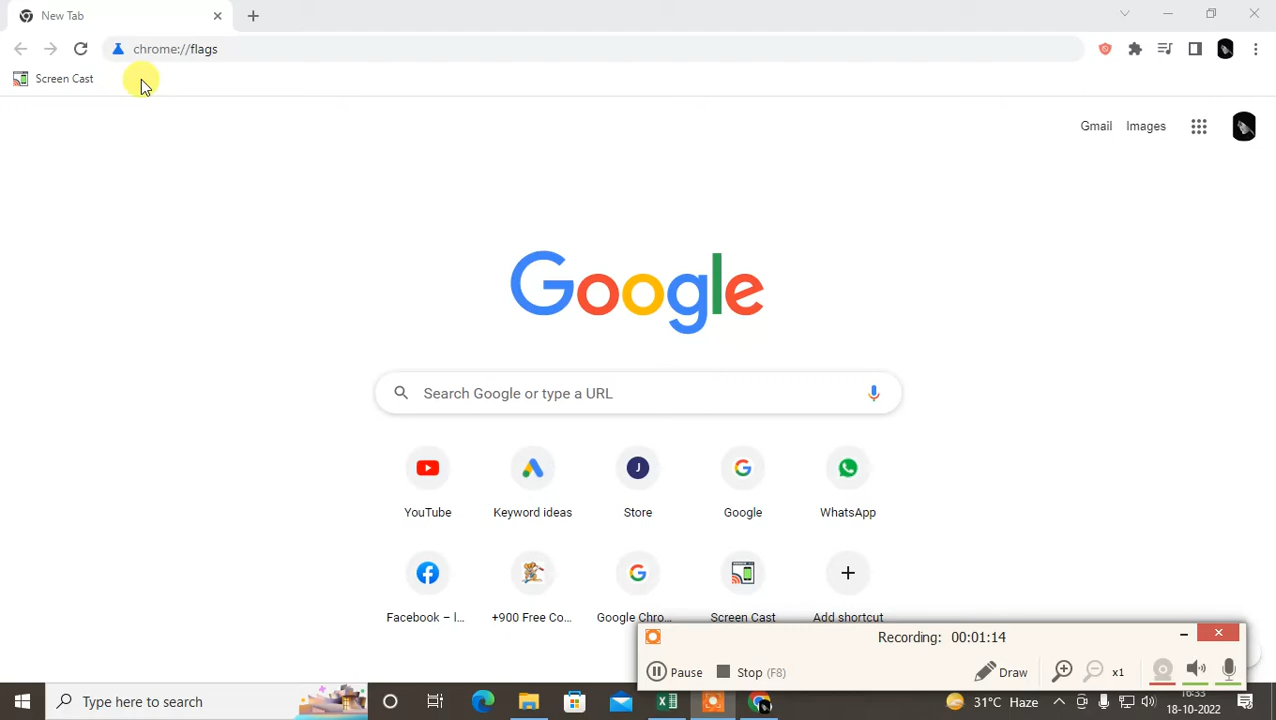 New Tab
chrome://flags
Screen Cast
Gmail Images
Google
Search Google or type a URL
J
YouTube Keyword ideas Store Google WhatsApp
Facebook – l... +900 Free Co... Google Chro... Screen Cast Add shortcut
Recording: 00:01:14
Pause Stop (F8) Draw x1
Type here to search
31°C Haze
16:33
18-10-2022